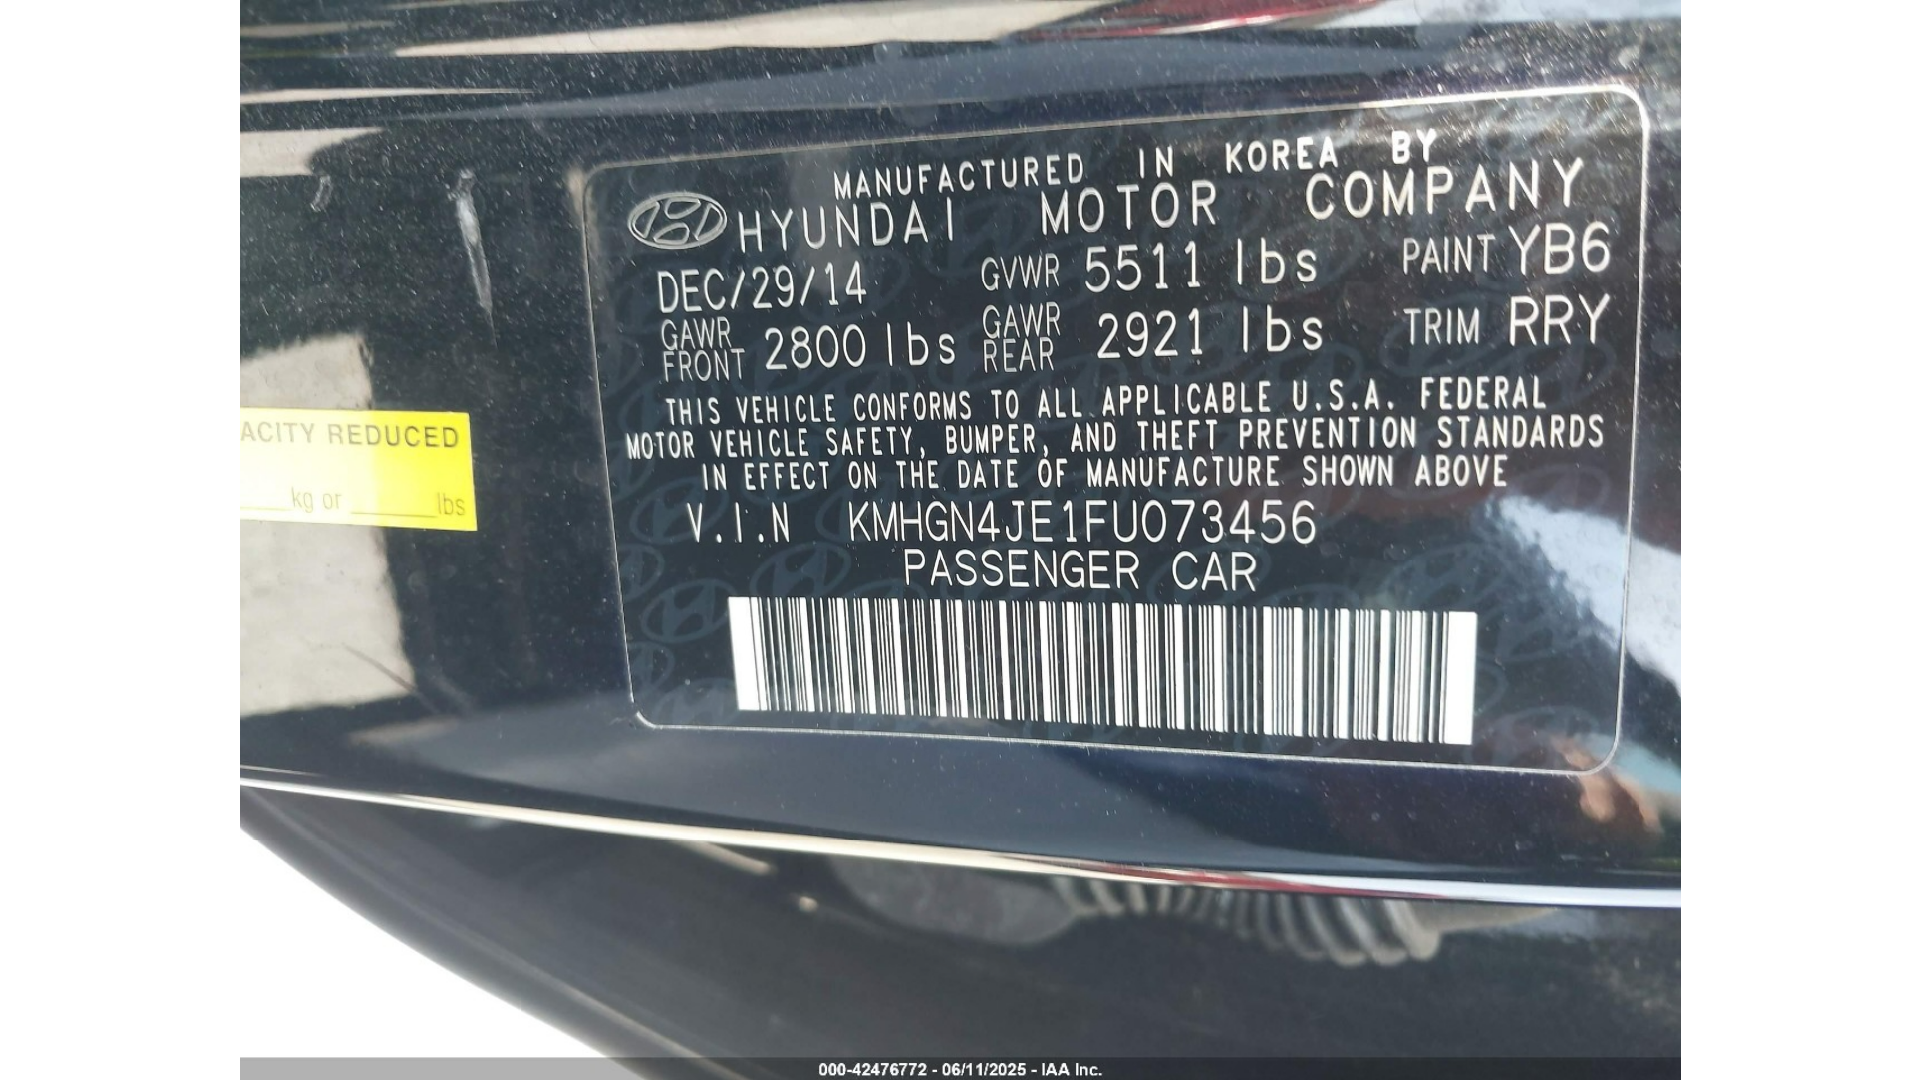 MANUFACTURED IN KOREA BY
HYUNDAI MOTOR COMPANY
DEC/29/14 GVWR 5511 lbs PAINT YB6
GAWR FRONT 2800 lbs GAWR REAR 2921 lbs TRIM RRY
THIS VEHICLE CONFORMS TO ALL APPLICABLE U.S.A. FEDERAL
MOTOR VEHICLE SAFETY, BUMPER, AND THEFT PREVENTION STANDARDS
IN EFFECT ON THE DATE OF MANUFACTURE SHOWN ABOVE
V.I.N KMHGN4JE1FU073456
PASSENGER CAR
ACITY REDUCED
kg or ______lbs
000-42476772 - 06/11/2025 - IAA Inc.